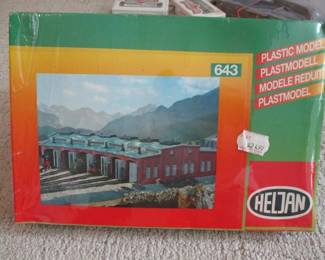 643
PLASTIC MODEL
PLASTMODELL
MODELE REDUIT
PLASTMODEL
HELJAN